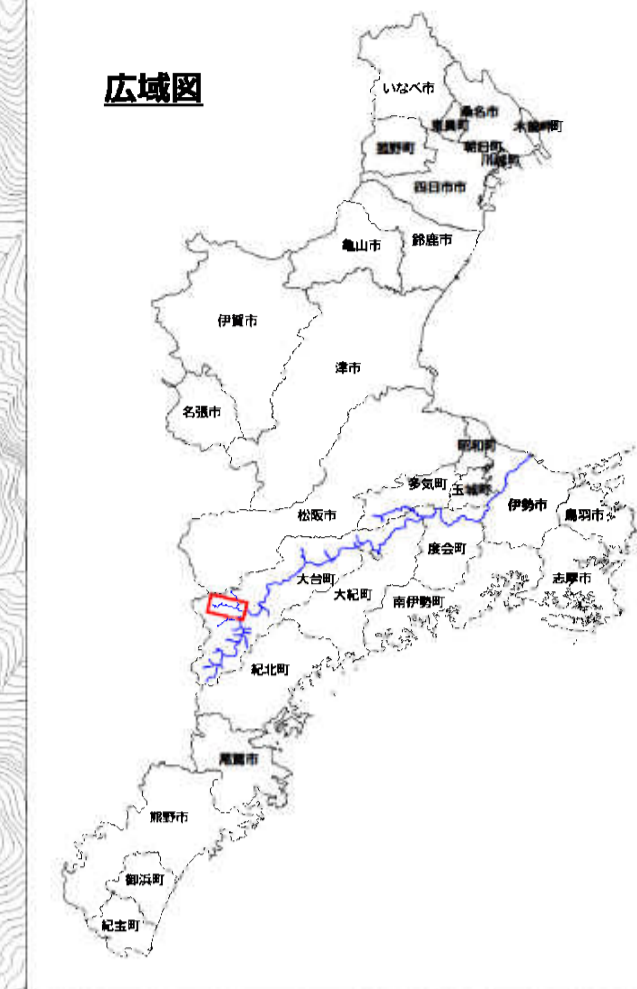 広域図
いなべ市
桑名市
東員町
木曽岬町
菰野町
朝日町
川越町
四日市市
鈴鹿市
亀山市
伊賀市
津市
名張市
明和町
多気町
玉城町
伊勢市
鳥羽市
松阪市
度会町
大台町
志摩市
大紀町
南伊勢町
紀北町
尾鷲市
熊野市
御浜町
紀宝町